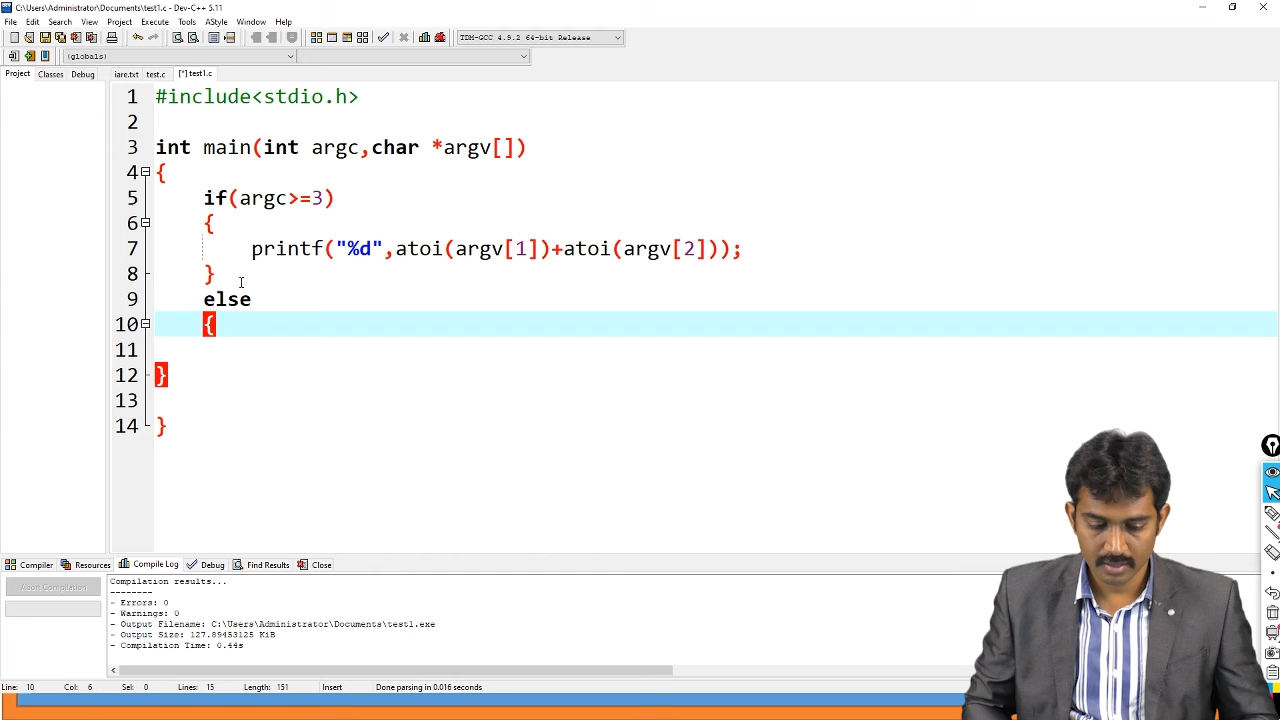 C:\Users\Administrator\Documents\test1.c - Dev-C++ 5.11
File Edit Search View Project Execute Tools AStyle Window Help
TDM-GCC 4.9.2 64-bit Release
(globals)
Project Classes Debug iare.txt test.c [*] test1.c
1 #include<stdio.h>
2
3 int main(int argc,char *argv[])
4 {
5 if(argc>=3)
6 {
7 printf("%d",atoi(argv[1])+atoi(argv[2]));
8 }
9 else
10 {
11
12 }
13
14 }
Compiler Resources Compile Log Debug Find Results Close
Abort Compilation
Compilation results...
--------
- Errors: 0
- Warnings: 0
- Output Filename: C:\Users\Administrator\Documents\test1.exe
- Output Size: 127.89453125 KiB
- Compilation Time: 0.44s
Line: 10 Col: 6 Sel: 0 Lines: 15 Length: 151 Insert Done parsing in 0.016 seconds